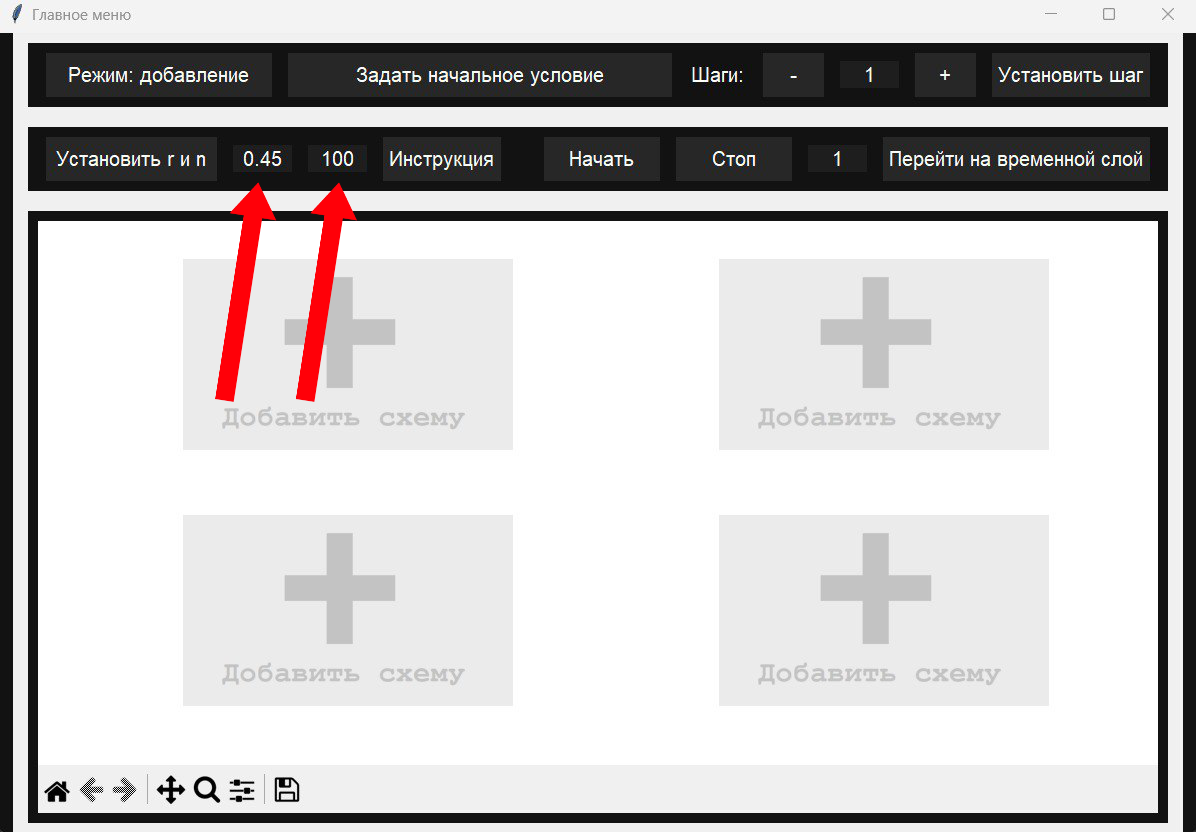 Главное меню
Режим: добавление Задать начальное условие Шаги: - 1 + Установить шаг
Установить r и n 0.45 100 Инструкция Начать Стоп 1 Перейти на временной слой
Добавить схему Добавить схему
Добавить схему Добавить схему